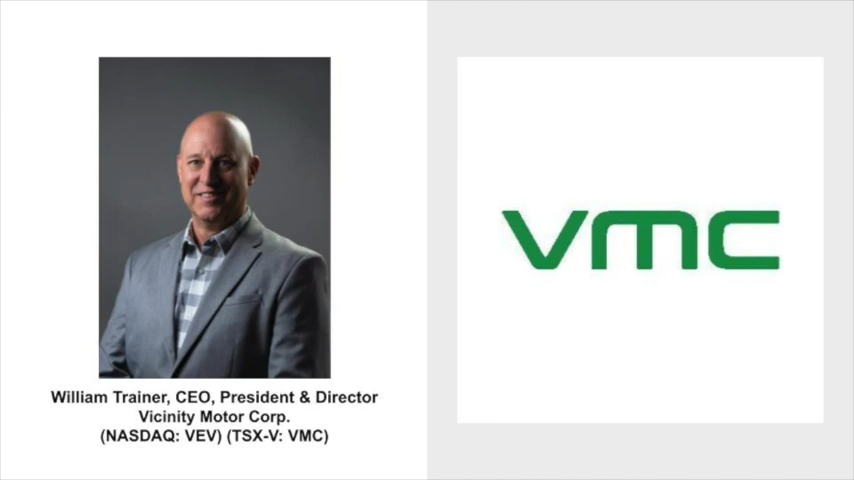 William Trainer, CEO, President & Director
Vicinity Motor Corp.
(NASDAQ: VEV) (TSX-V: VMC)
vmc